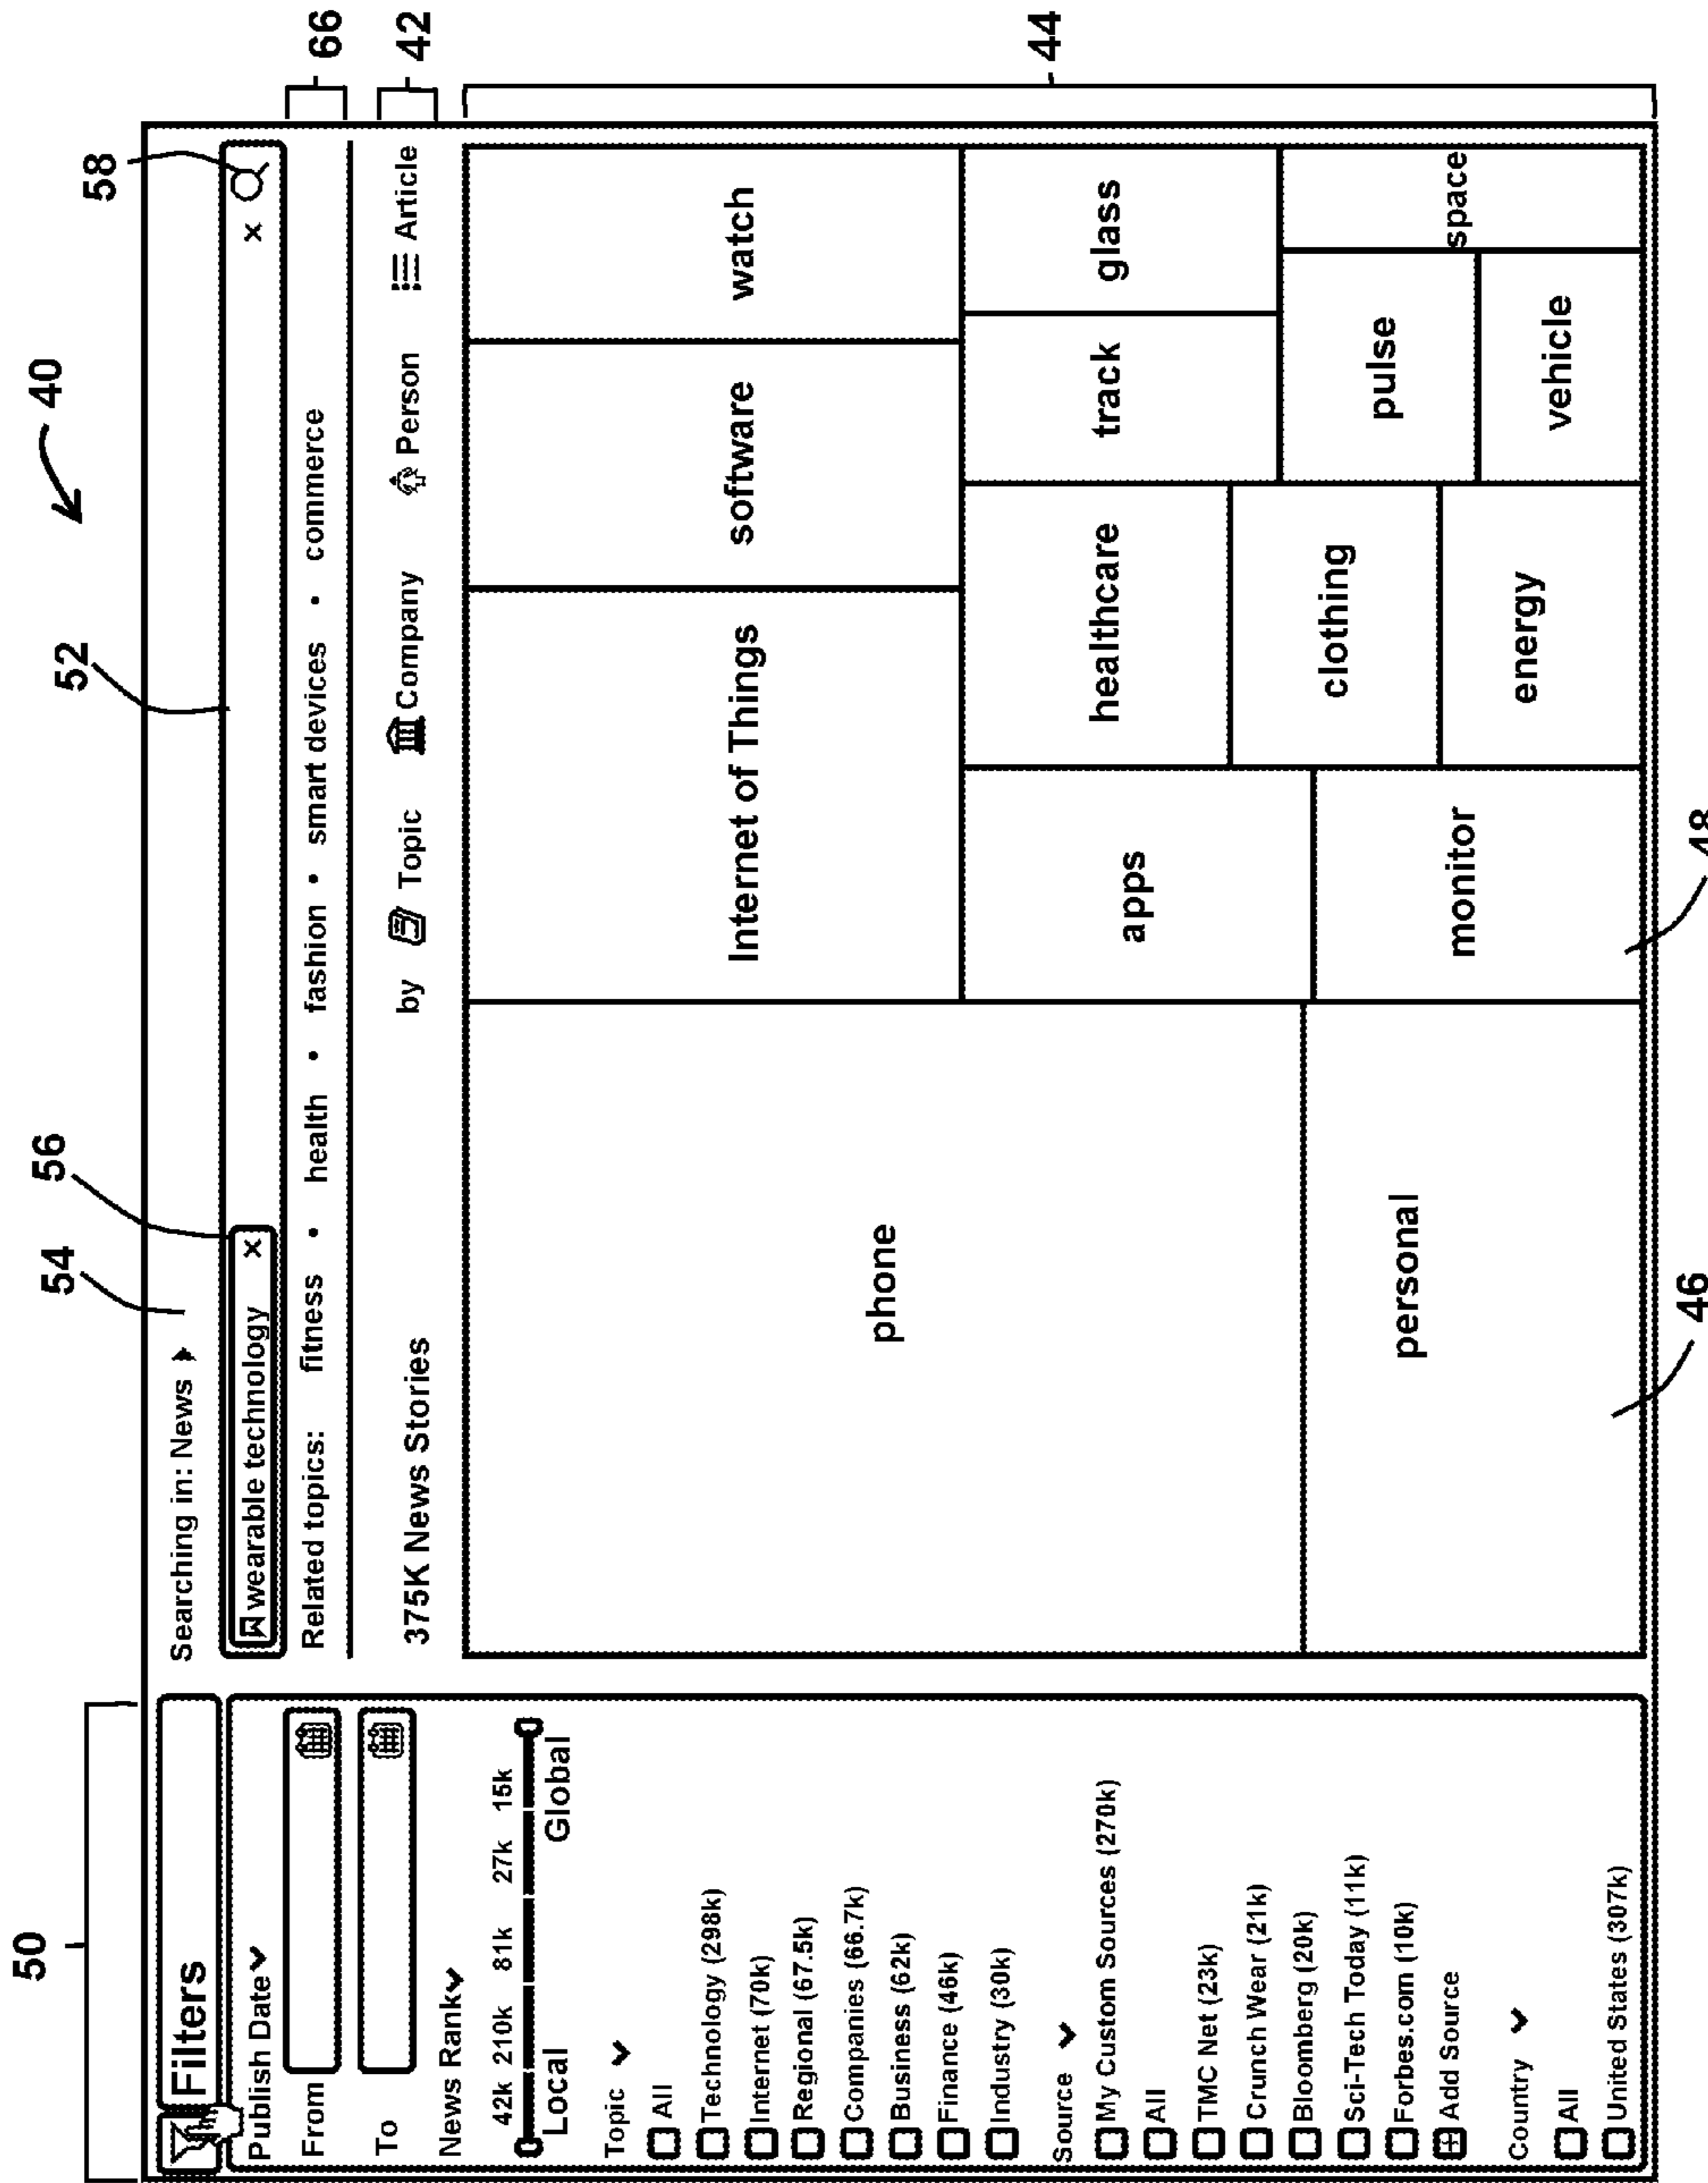 40
50
54
56
52
58
Filters
Searching in: News
wearable technology x
x
66
Related topics: fitness • health • fashion • smart devices • commerce
42
375K News Stories
by Topic Company Person Article
44
Publish Date
From
To
News Rank
42k 210k 81k 27k 15k
Local Global
Topic
All
Technology (298k)
Internet (70k)
Regional (67.5k)
Companies (66.7k)
Business (62k)
Finance (46k)
Industry (30k)
Source
My Custom Sources (270k)
All
TMC Net (23k)
Crunch Wear (21k)
Bloomberg (20k)
Sci-Tech Today (11k)
Forbes.com (10k)
Add Source
Country
All
United States (307k)
phone
personal
Internet of Things
software
watch
apps
monitor
healthcare
clothing
energy
track
glass
pulse
vehicle
space
46
48